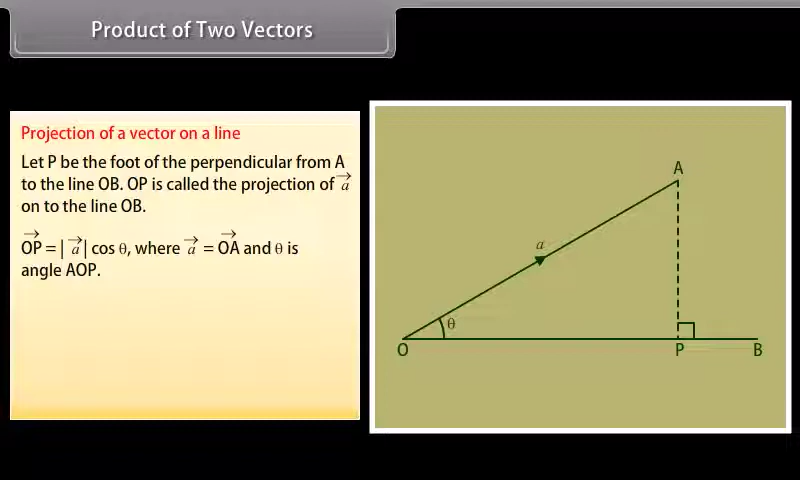 Product of Two Vectors
Projection of a vector on a line
Let P be the foot of the perpendicular from A
to the line OB. OP is called the projection of a⃗
on to the line OB.
O⃗P⃗ = | a⃗ | cos θ, where a⃗ = O⃗A⃗ and θ is
angle AOP.
A
a
θ
O
P
B